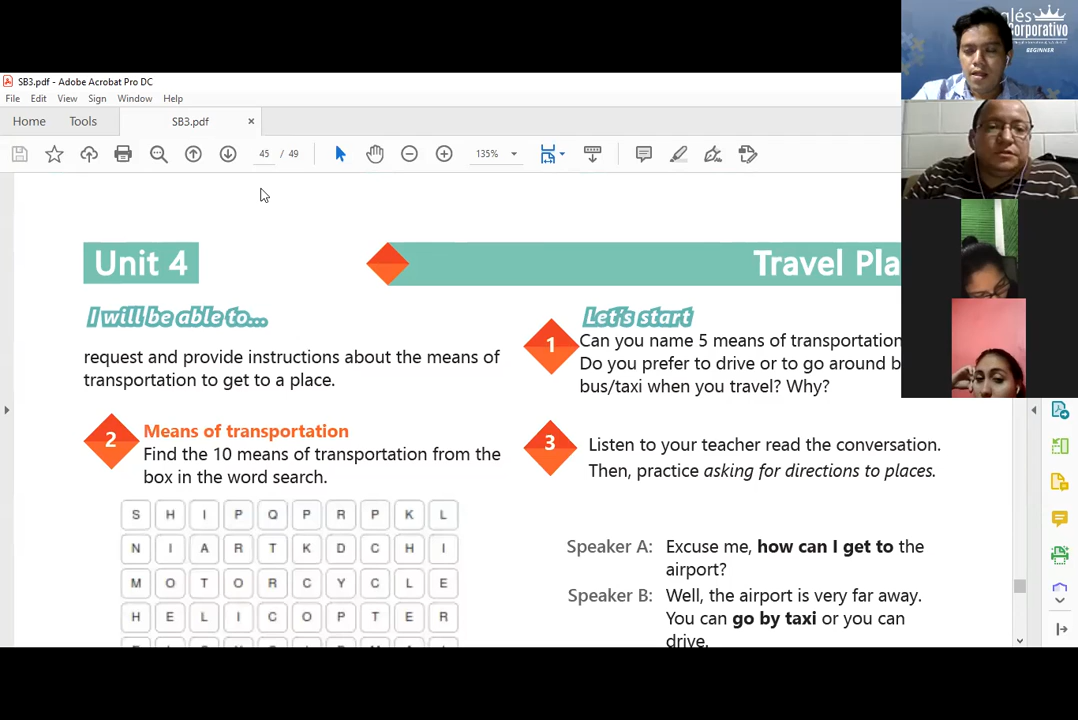 SB3.pdf - Adobe Acrobat Pro DC
File Edit View Sign Window Help
Home Tools SB3.pdf ×
45 / 49 135%
glés
Corporativo
BEGINNER
Unit 4
Travel Pla
I will be able to...
request and provide instructions about the means of
transportation to get to a place.
Let's start
1
Can you name 5 means of transportation
Do you prefer to drive or to go around b
bus/taxi when you travel? Why?
2
Means of transportation
Find the 10 means of transportation from the
box in the word search.
S H I P Q P R P K L
N I A R T K D C H I
M O T O R C Y C L E
H E L I C O P T E R
3
Listen to your teacher read the conversation.
Then, practice asking for directions to places.
Speaker A: Excuse me, how can I get to the
airport?
Speaker B: Well, the airport is very far away.
You can go by taxi or you can
drive.